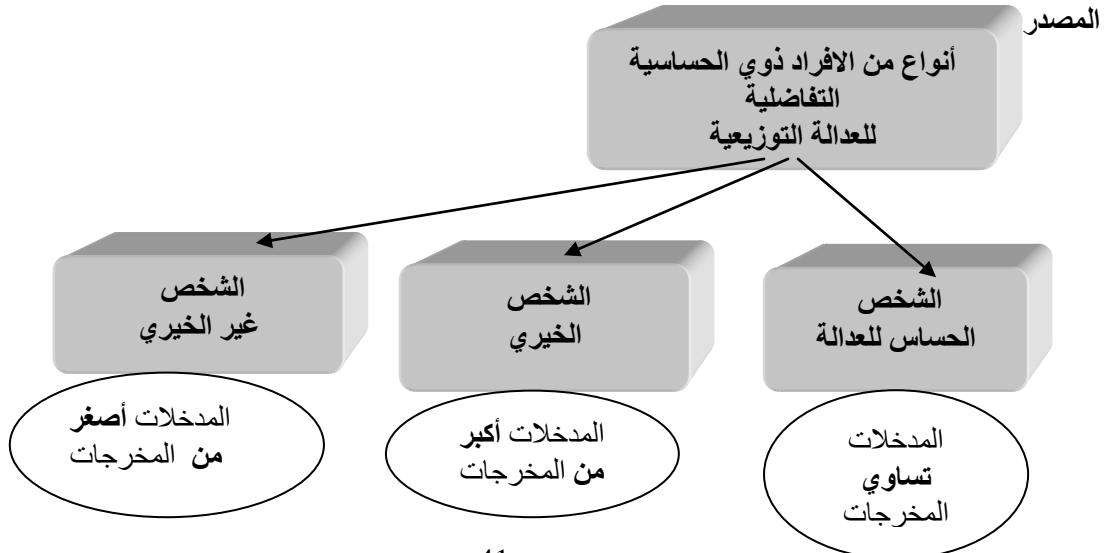 المصدر
أنواع من الافراد ذوي الحساسية
التفاضلية
للعدالة التوزيعية
الشخص
الحساس للعدالة
الشخص
الخيري
الشخص
غير الخيري
المدخلات
تساوي
المخرجات
المدخلات أكبر
من المخرجات
المدخلات أصغر
من المخرجات